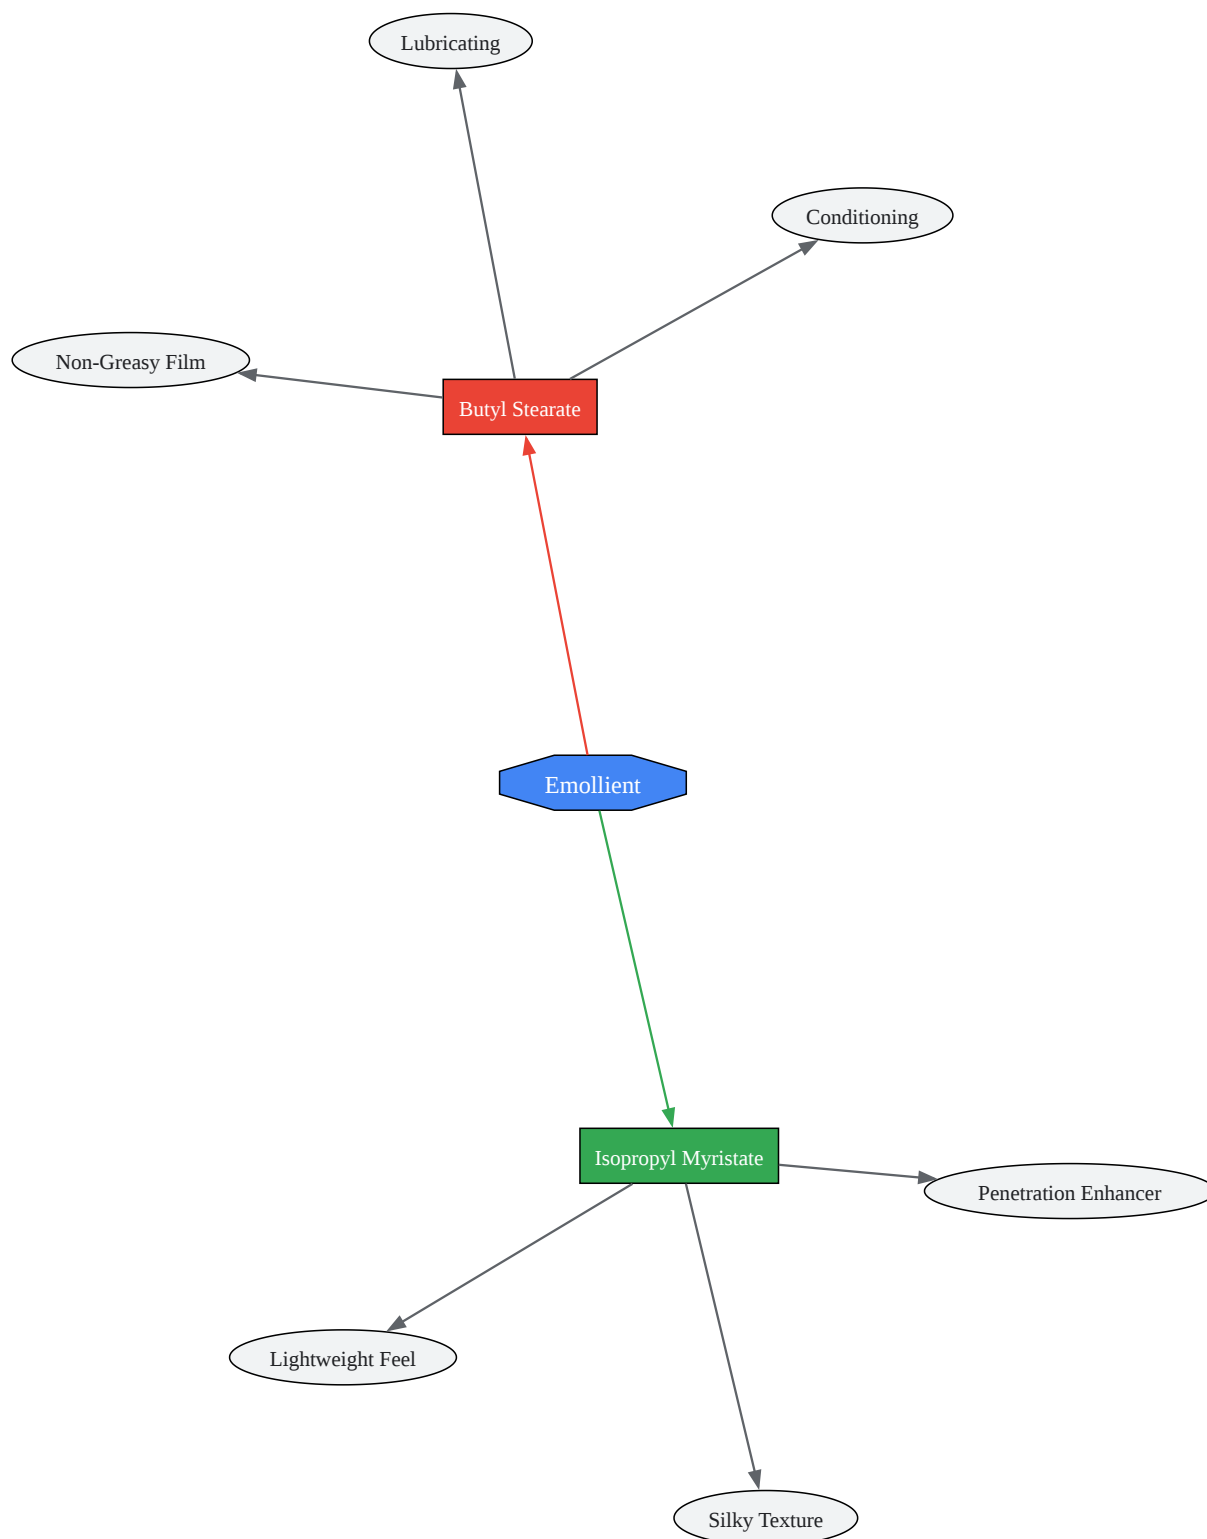 Lubricating
Conditioning
Non-Greasy Film
Butyl Stearate
Emollient
Isopropyl Myristate
Penetration Enhancer
Lightweight Feel
Silky Texture